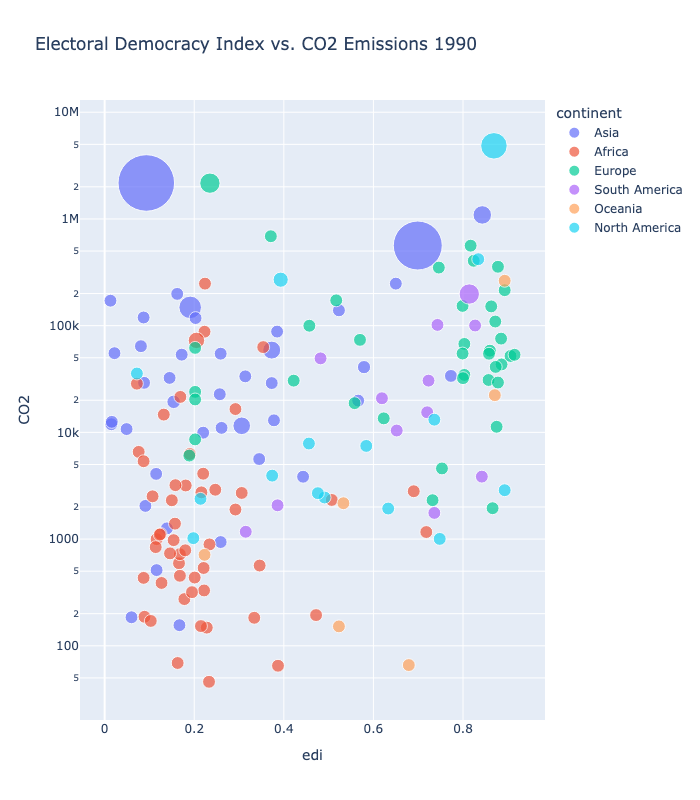 Electoral Democracy Index vs. CO2 Emissions 1990
continent
Asia
Africa
Europe
South America
Oceania
North America
10M
5
2
1M
5
2
100k
5
2
10k
5
2
1000
5
2
100
5
CO2
0
0.2
0.4
0.6
0.8
edi